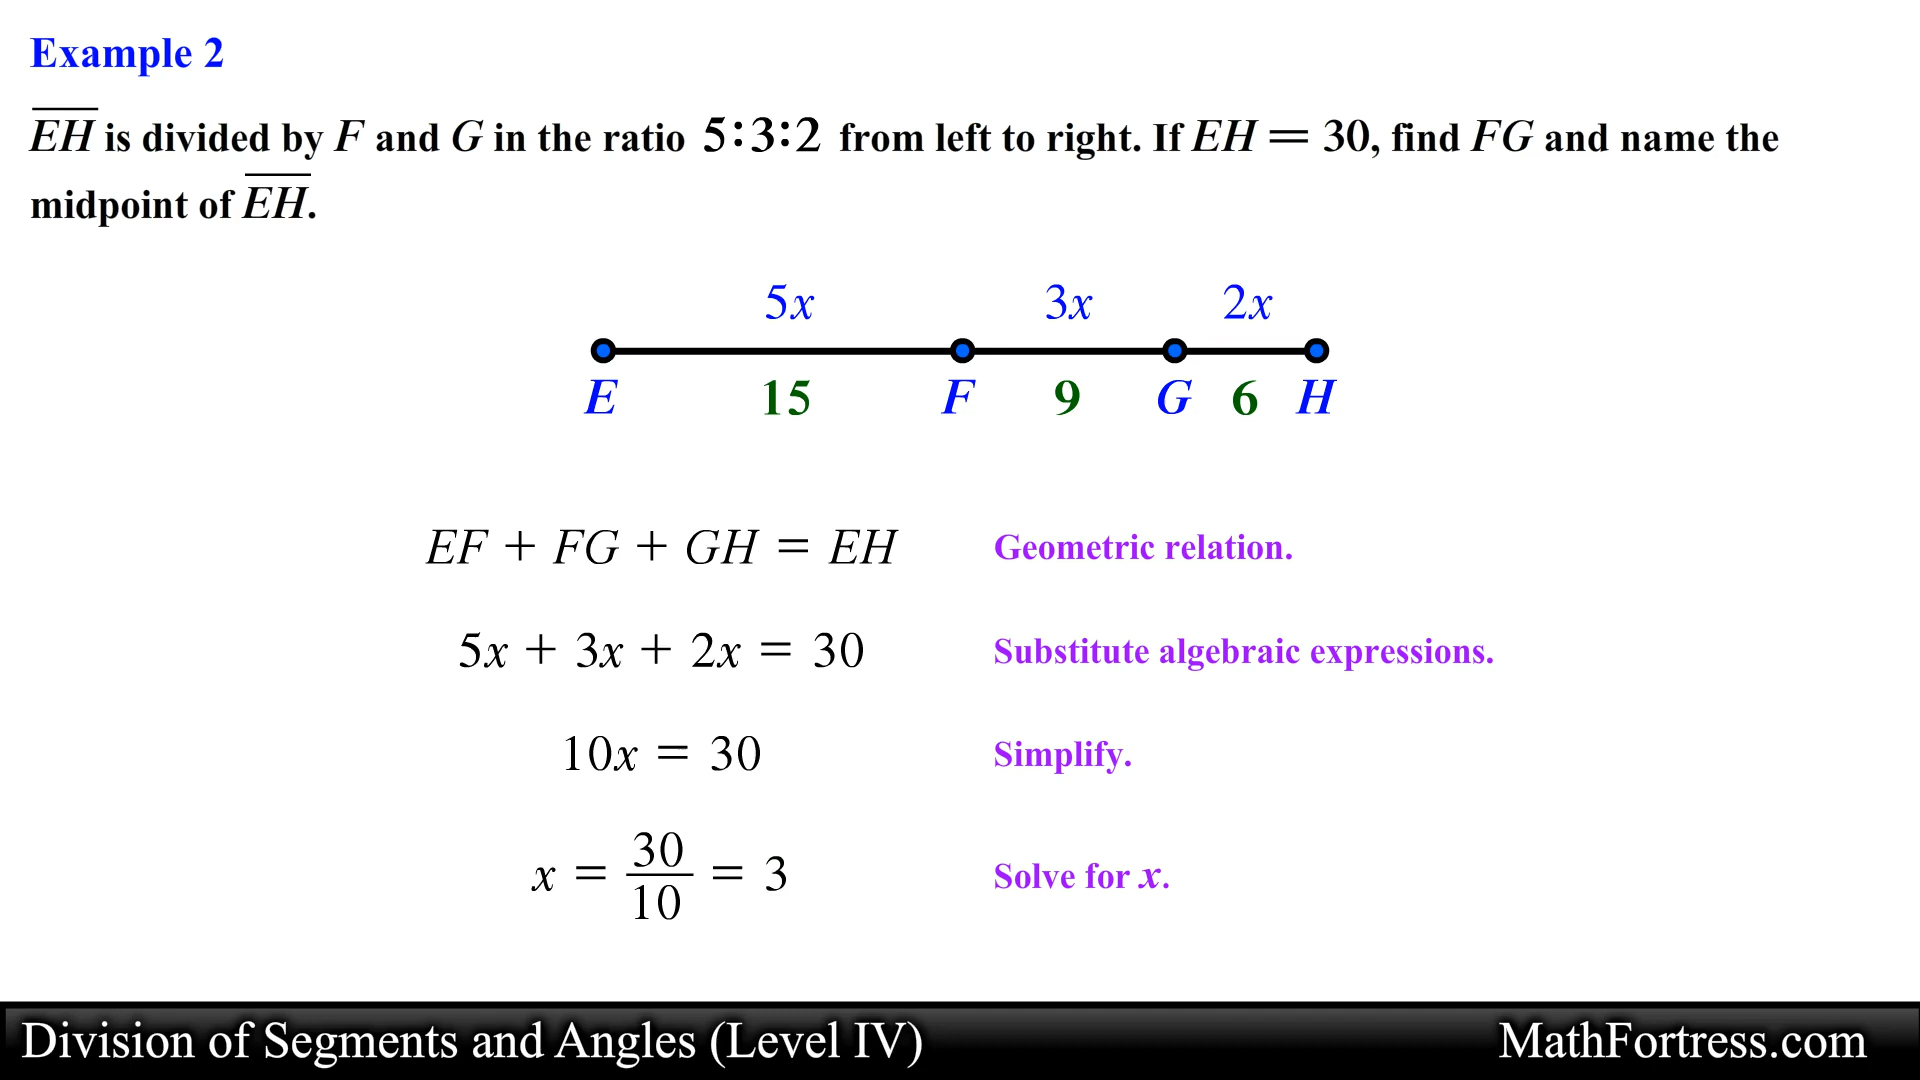 Example 2
EH is divided by F and G in the ratio 5:3:2 from left to right. If EH = 30, find FG and name the
midpoint of EH.
5x 3x 2x
E 15 F 9 G 6 H
EF + FG + GH = EH Geometric relation.
5x + 3x + 2x = 30 Substitute algebraic expressions.
10x = 30 Simplify.
x = 30/10 = 3 Solve for x.
Division of Segments and Angles (Level IV) MathFortress.com